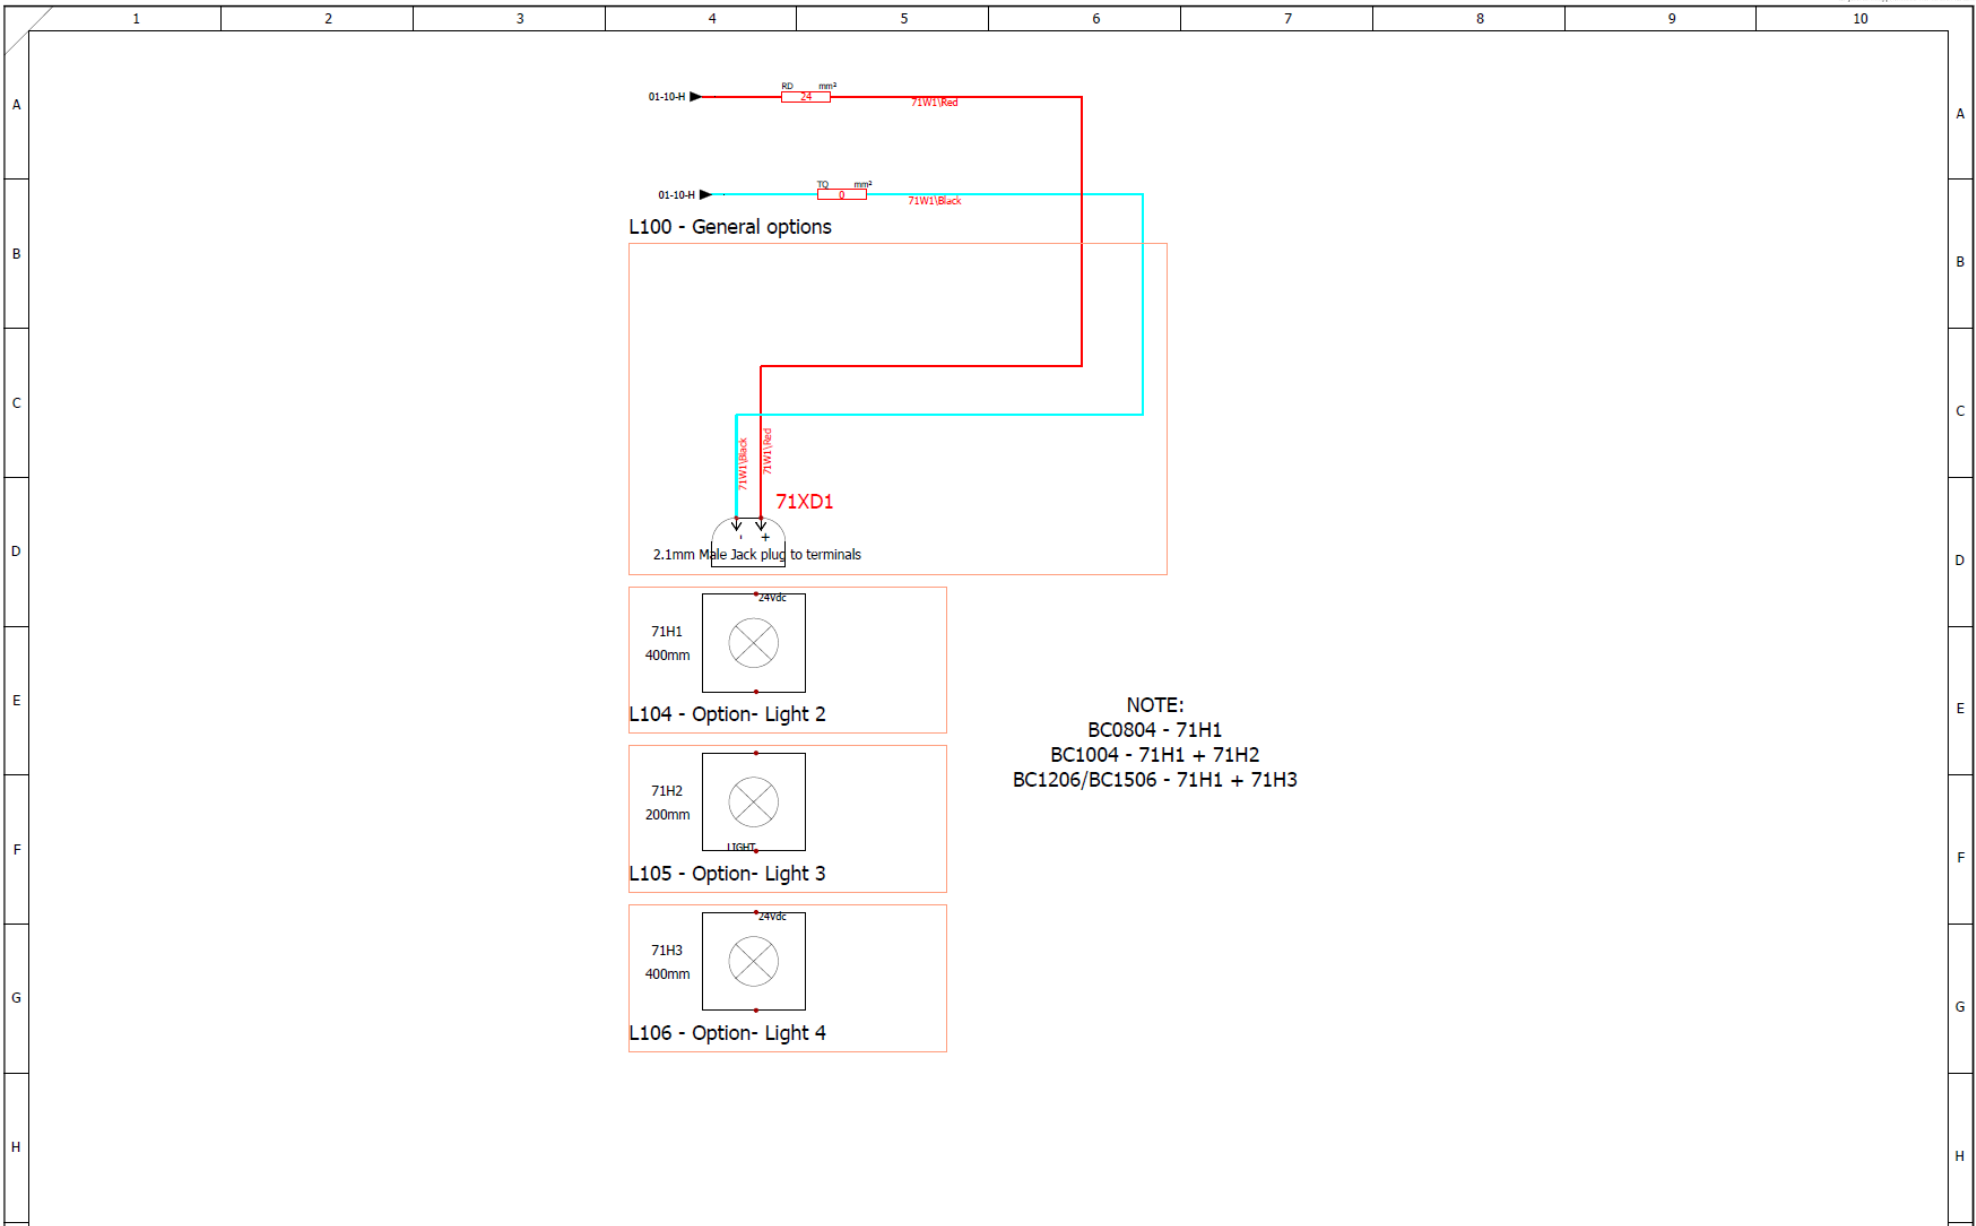 1 2 3 4 5 6 7 8 9 10
A
A
RD mm²
01-10-H 24
71W1\Red
TQ mm²
01-10-H 0
71W1\Black
L100 - General options
B
B
C
C
71W1\Black
71W1\Red
71XD1
- +
D
2.1mm Male Jack plug to terminals
D
24Vdc
71H1
400mm
L104 - Option- Light 2
E
E
NOTE:
BC0804 - 71H1
BC1004 - 71H1 + 71H2
BC1206/BC1506 - 71H1 + 71H3
71H2
200mm
LIGHT
L105 - Option- Light 3
F
F
24Vdc
71H3
400mm
L106 - Option- Light 4
G
G
H
H